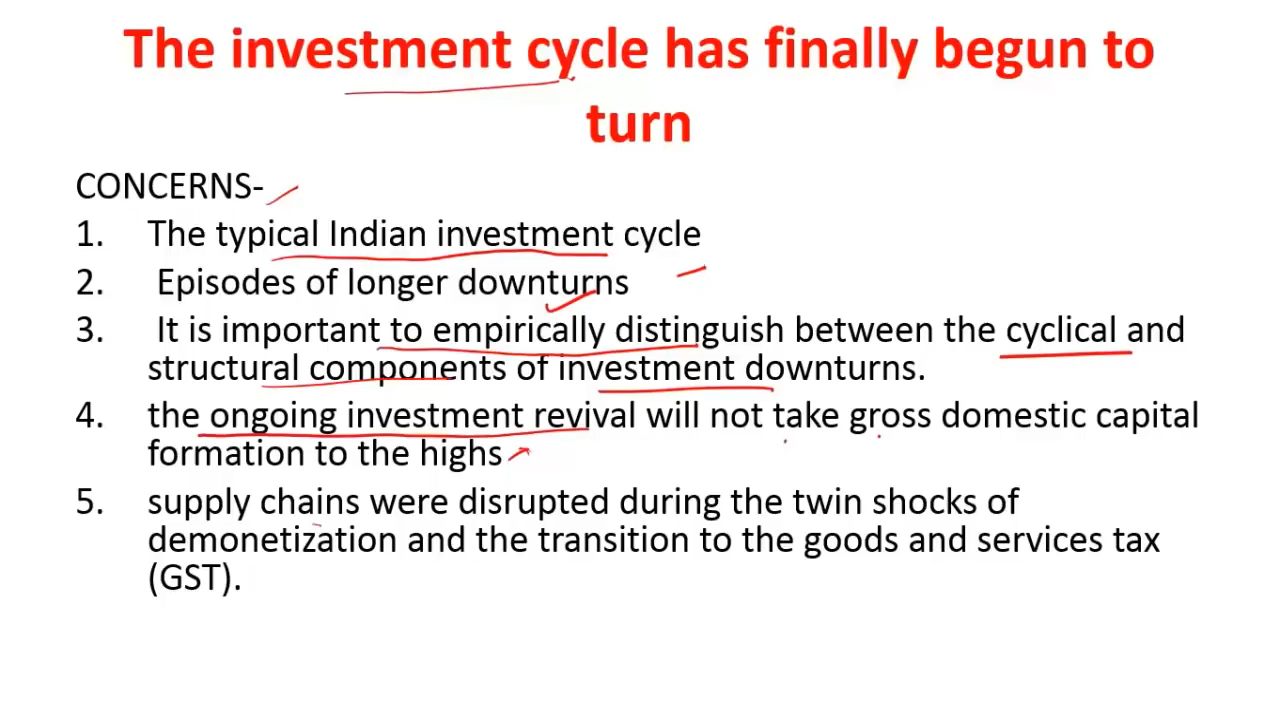 The investment cycle has finally begun to
turn
CONCERNS-
1. The typical Indian investment cycle
2. Episodes of longer downturns
3. It is important to empirically distinguish between the cyclical and
structural components of investment downturns.
4. the ongoing investment revival will not take gross domestic capital
formation to the highs
5. supply chains were disrupted during the twin shocks of
demonetization and the transition to the goods and services tax
(GST).